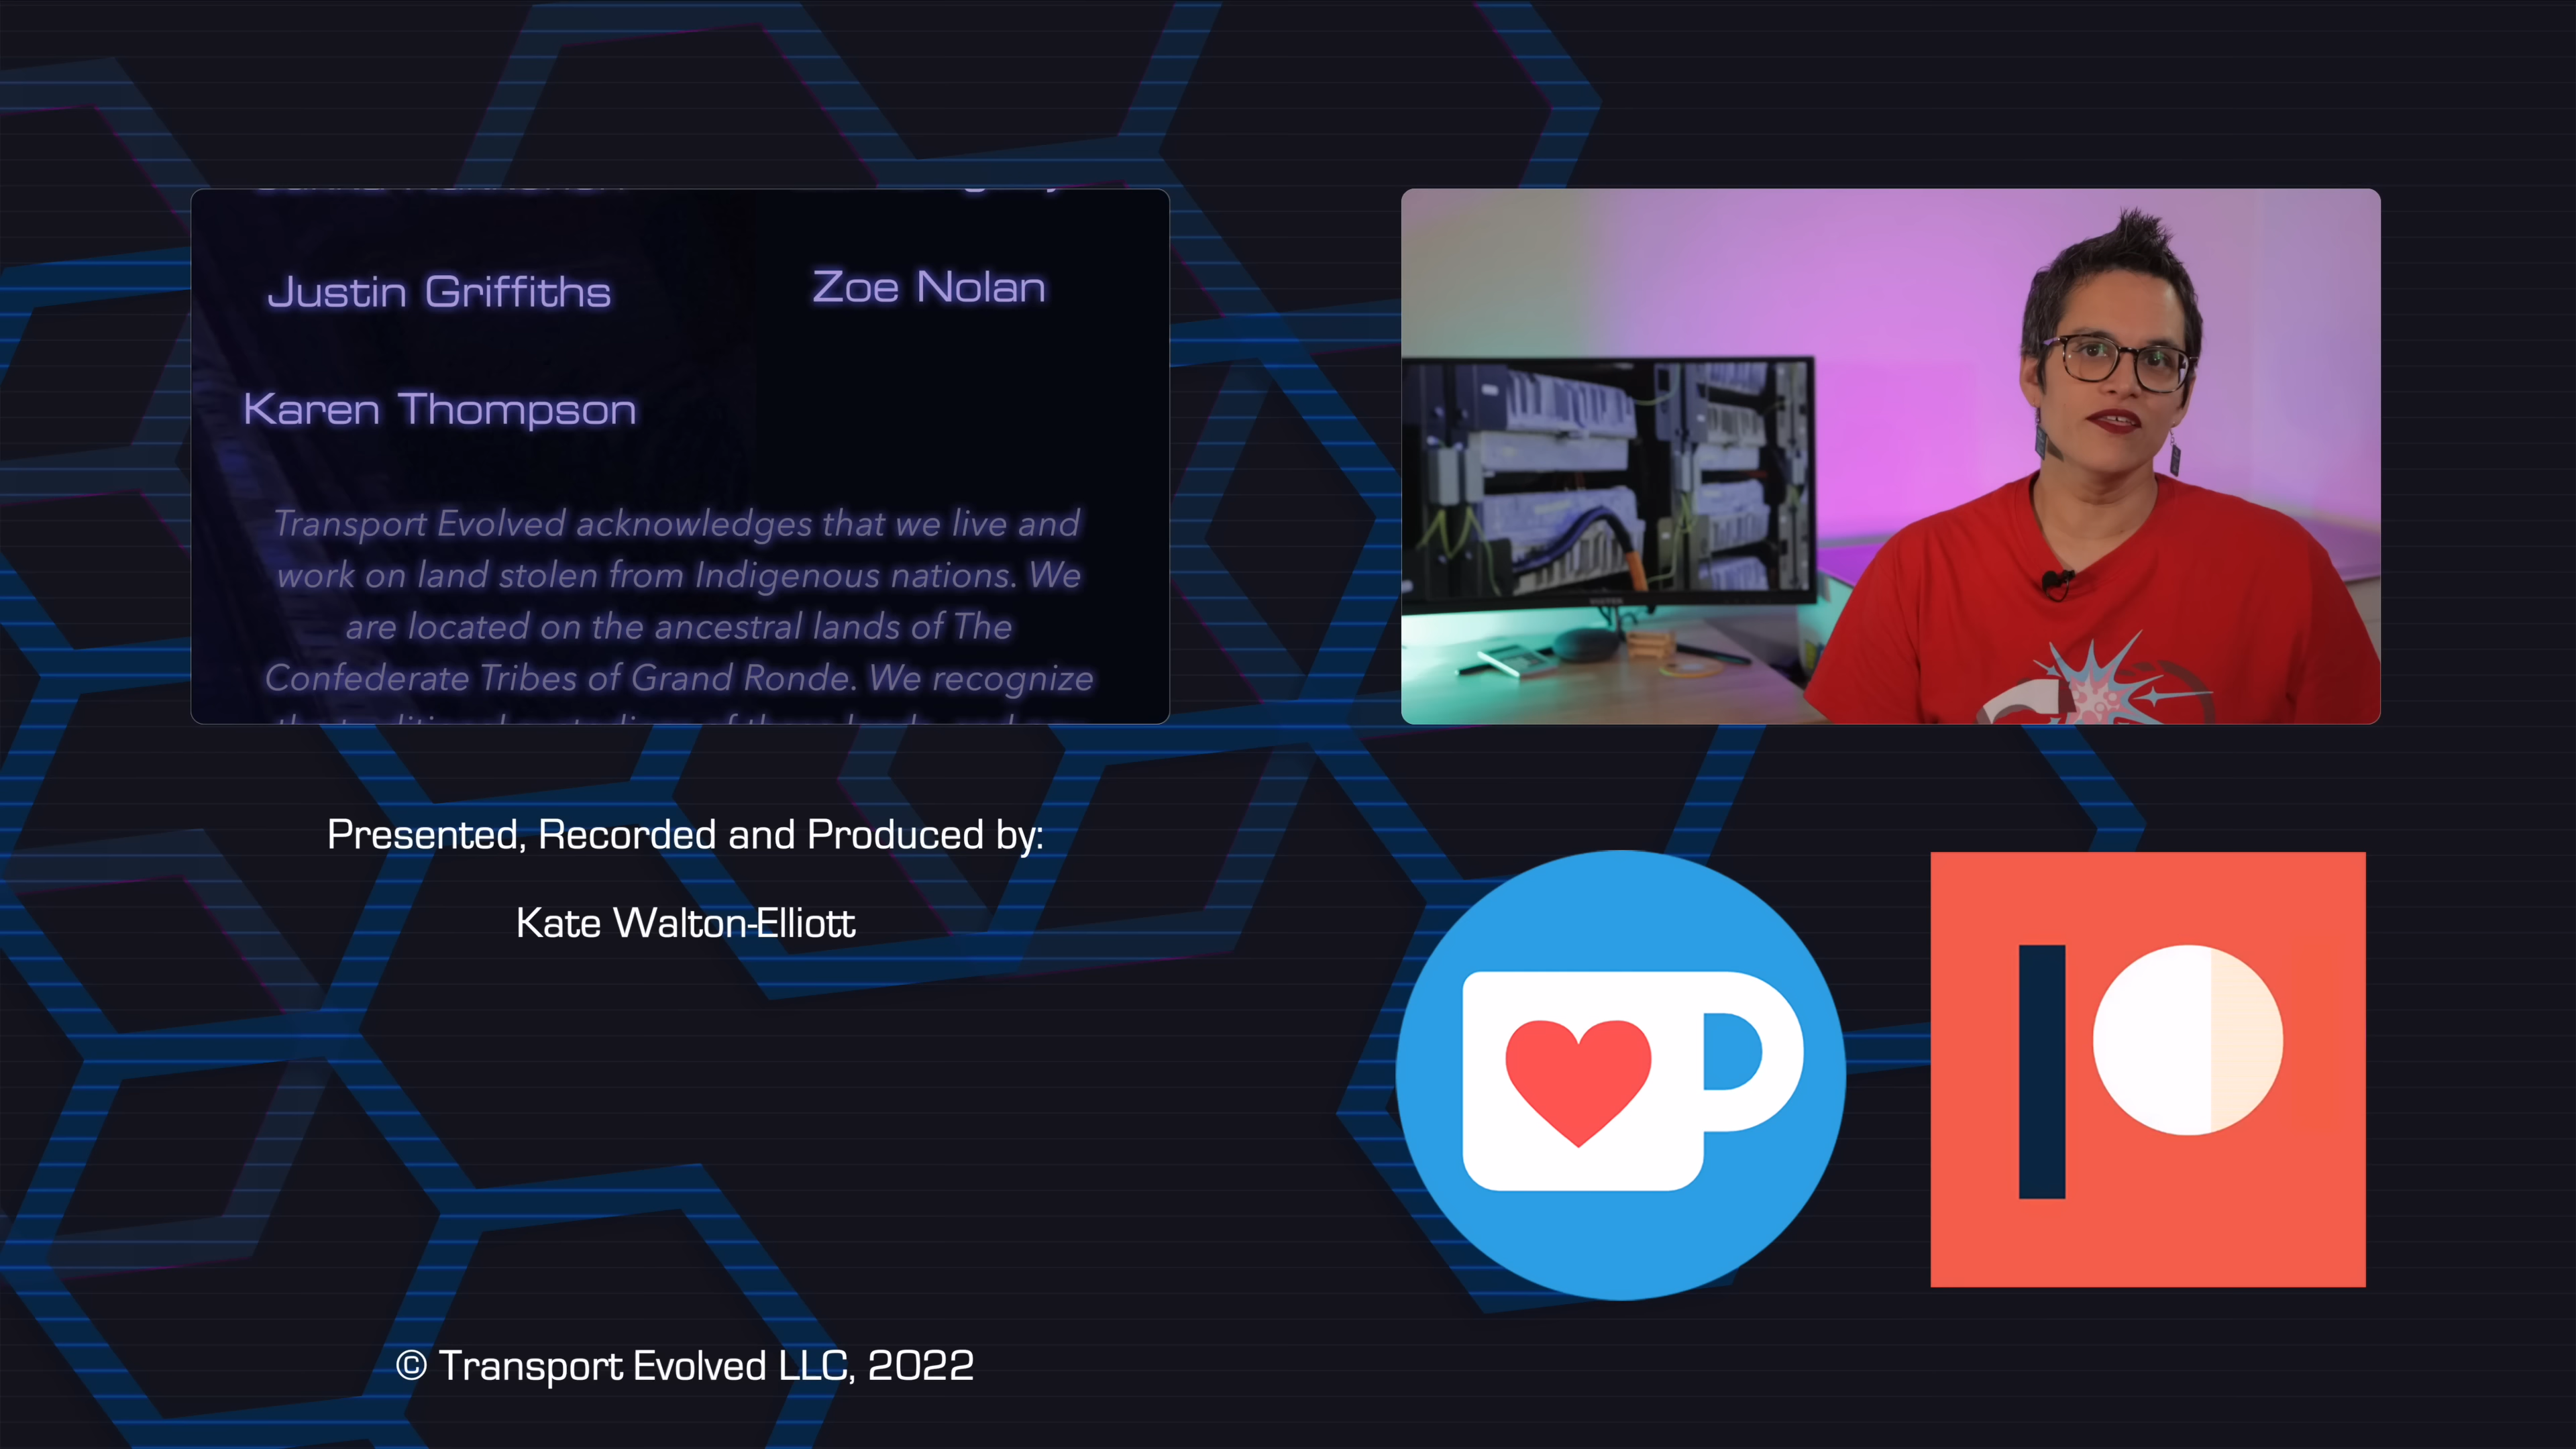 Justin Griffiths
Zoe Nolan
Karen Thompson
Transport Evolved acknowledges that we live and
work on land stolen from Indigenous nations. We
are located on the ancestral lands of The
Confederate Tribes of Grand Ronde. We recognize
Presented, Recorded and Produced by:
Kate Walton-Elliott
© Transport Evolved LLC, 2022